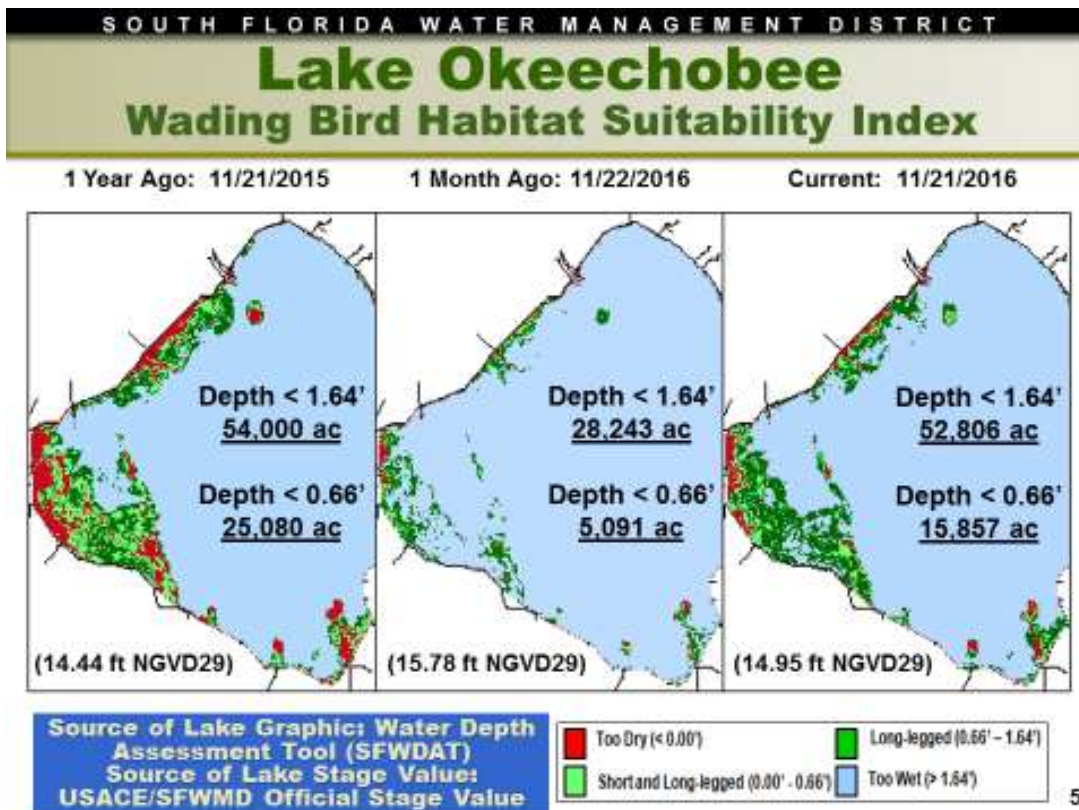 SOUTH FLORIDA WATER MANAGEMENT DISTRICT
Lake Okeechobee
Wading Bird Habitat Suitability Index
1 Year Ago: 11/21/2015
1 Month Ago: 11/22/2016
Current: 11/21/2016
Depth < 1.64'
54,000 ac
Depth < 0.66'
25,080 ac
(14.44 ft NGVD29)
Depth < 1.64'
28,243 ac
Depth < 0.66'
5,091 ac
(15.78 ft NGVD29)
Depth < 1.64'
52,806 ac
Depth < 0.66'
15,857 ac
(14.95 ft NGVD29)
Source of Lake Graphic: Water Depth
Assessment Tool (SFWDAT)
Source of Lake Stage Value:
USACE/SFWMD Official Stage Value
Too Dry (< 0.00')
Long-legged (0.66' – 1.64')
Short and Long-legged (0.00' - 0.66')
Too Wet (> 1.64')
5